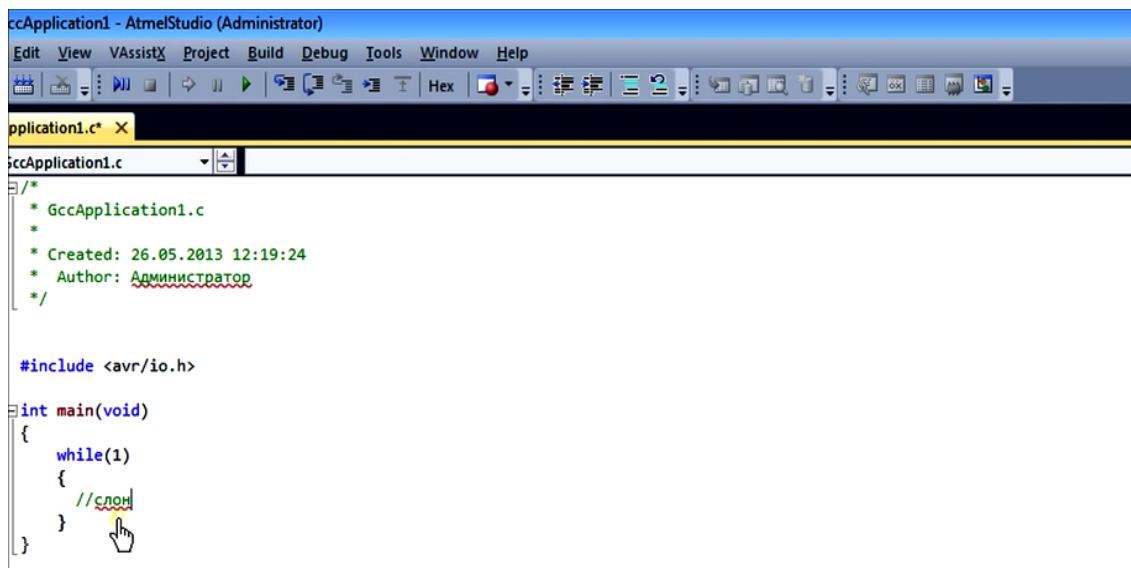 ccApplication1 - AtmelStudio (Administrator)
Edit View VAssistX Project Build Debug Tools Window Help
Hex
pplication1.c* X
GccApplication1.c
/*
* GccApplication1.c
*
* Created: 26.05.2013 12:19:24
* Author: Администратор
*/
#include <avr/io.h>
int main(void)
{
while(1)
{
//слон
}
}